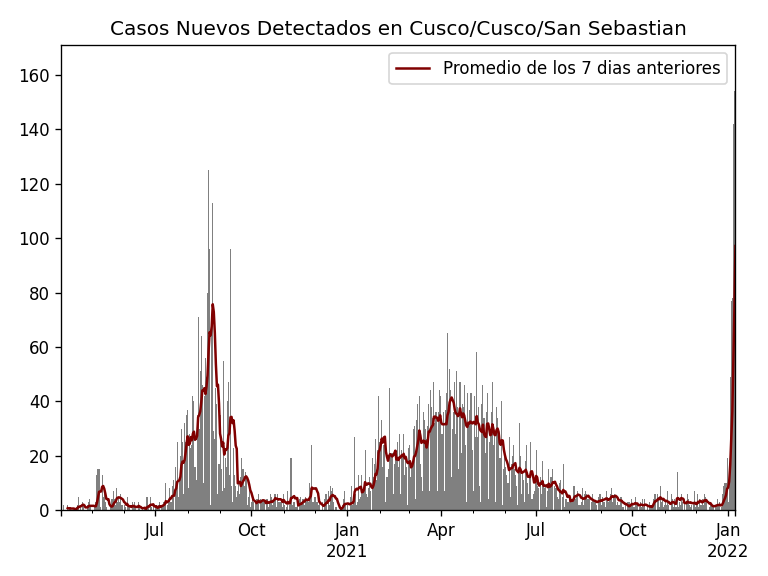 Casos Nuevos Detectados en Cusco/Cusco/San Sebastian
Promedio de los 7 dias anteriores
160
140
120
100
80
60
40
20
0
Jul
Oct
Jan
2021
Apr
Jul
Oct
Jan
2022